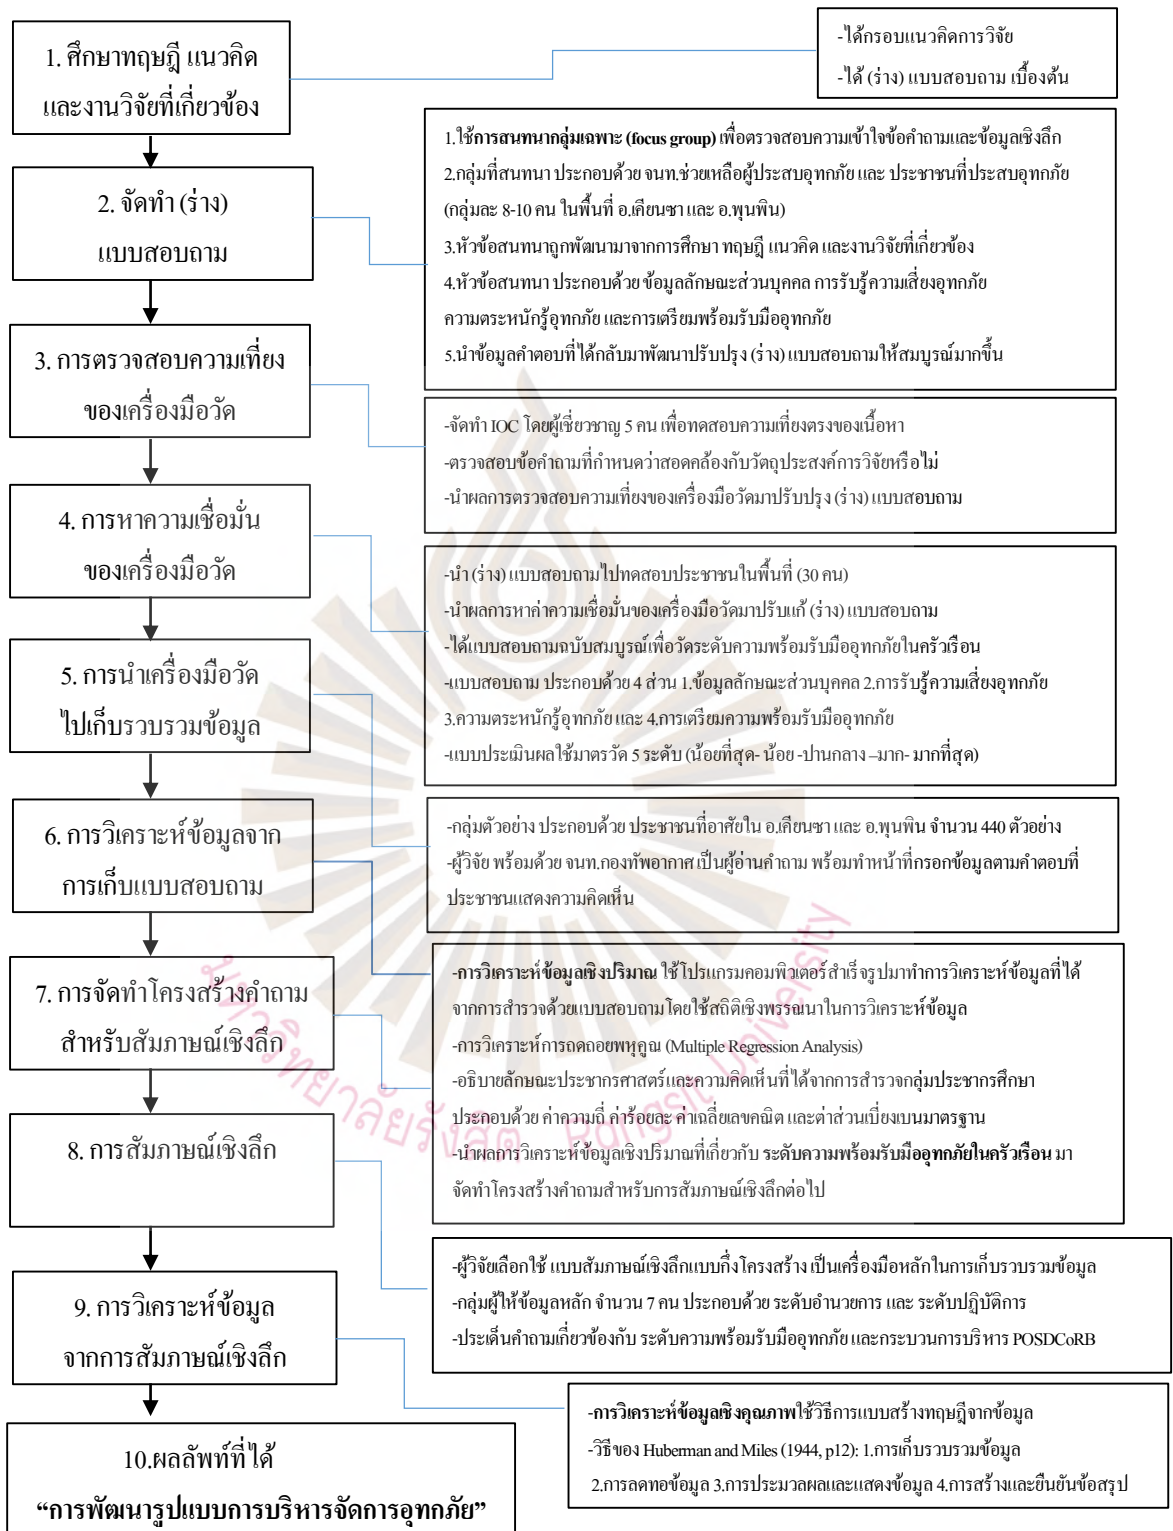 1. ศึกษาทฤษฎี แนวคิด
และงานวิจัยที่เกี่ยวข้อง
-ได้กรอบแนวคิดการวิจัย
-ได้ (ร่าง) แบบสอบถาม เบื้องต้น
2. จัดทำ (ร่าง)
แบบสอบถาม
1.ใช้การสนทนากลุ่มเฉพาะ (focus group) เพื่อตรวจสอบความเข้าใจข้อคำถามและข้อมูลเชิงลึก
2.กลุ่มที่สนทนา ประกอบด้วย จนท.ช่วยเหลือผู้ประสบอุทกภัย และ ประชาชนที่ประสบอุทกภัย
(กลุ่มละ 8-10 คน ในพื้นที่ อ.เคียนซา และ อ.พุนพิน)
3.หัวข้อสนทนาถูกพัฒนามาจากการศึกษา ทฤษฎี แนวคิด และงานวิจัยที่เกี่ยวข้อง
4.หัวข้อสนทนา ประกอบด้วย ข้อมูลลักษณะส่วนบุคคล การรับรู้ความเสี่ยงอุทกภัย
ความตระหนักรู้อุทกภัย และการเตรียมพร้อมรับมืออุทกภัย
5.นำข้อมูลคำตอบที่ได้กลับมาพัฒนาปรับปรุง (ร่าง) แบบสอบถามให้สมบูรณ์มากขึ้น
3. การตรวจสอบความเที่ยง
ของเครื่องมือวัด
-จัดทำ IOC โดยผู้เชี่ยวชาญ 5 คน เพื่อทดสอบความเที่ยงตรงของเนื้อหา
-ตรวจสอบข้อคำถามที่กำหนดว่าสอดคล้องกับวัตถุประสงค์การวิจัยหรือไม่
-นำผลการตรวจสอบความเที่ยงของเครื่องมือวัดมาปรับปรุง (ร่าง) แบบสอบถาม
4. การหาความเชื่อมั่น
ของเครื่องมือวัด
-นำ (ร่าง) แบบสอบถามไปทดสอบประชาชนในพื้นที่ (30 คน)
-นำผลการหาค่าความเชื่อมั่นของเครื่องมือวัดมาปรับแก้ (ร่าง) แบบสอบถาม
-ได้แบบสอบถามฉบับสมบูรณ์เพื่อวัดระดับความพร้อมรับมืออุทกภัยในครัวเรือน
-แบบสอบถาม ประกอบด้วย 4 ส่วน 1.ข้อมูลลักษณะส่วนบุคคล 2.การรับรู้ความเสี่ยงอุทกภัย
3.ความตระหนักรู้อุทกภัย และ 4.การเตรียมความพร้อมรับมืออุทกภัย
-แบบประเมินผลใช้มาตรวัด 5 ระดับ (น้อยที่สุด- น้อย -ปานกลาง –มาก- มากที่สุด)
5. การนำเครื่องมือวัด
ไปเก็บรวบรวมข้อมูล
-กลุ่มตัวอย่าง ประกอบด้วย ประชาชนที่อาศัยใน อ.เคียนซา และ อ.พุนพิน จำนวน 440 ตัวอย่าง
-ผู้วิจัย พร้อมด้วย จนท.กองทัพอากาศ เป็นผู้อ่านคำถาม พร้อมทำหน้าที่กรอกข้อมูลตามคำตอบที่
ประชาชนแสดงความคิดเห็น
6. การวิเคราะห์ข้อมูลจาก
การเก็บแบบสอบถาม
-การวิเคราะห์ข้อมูลเชิงปริมาณ ใช้โปรแกรมคอมพิวเตอร์สำเร็จรูปมาทำการวิเคราะห์ข้อมูลที่ได้
จากการสำรวจด้วยแบบสอบถามโดยใช้สถิติเชิงพรรณนาในการวิเคราะห์ข้อมูล
-การวิเคราะห์การถดถอยพหุคูณ (Multiple Regression Analysis)
-อธิบายลักษณะประชากรศาสตร์และความคิดเห็นที่ได้จากการสำรวจกลุ่มประชากรศึกษา
ประกอบด้วย ค่าความถี่ ค่าร้อยละ ค่าเฉลี่ยเลขคณิต และต่าส่วนเบี่ยงเบนมาตรฐาน
-นำผลการวิเคราะห์ข้อมูลเชิงปริมาณที่เกี่ยวกับ ระดับความพร้อมรับมืออุทกภัยในครัวเรือน มา
จัดทำโครงสร้างคำถามสำหรับการสัมภาษณ์เชิงลึกต่อไป
7. การจัดทำโครงสร้างคำถาม
สำหรับสัมภาษณ์เชิงลึก
8. การสัมภาษณ์เชิงลึก
-ผู้วิจัยเลือกใช้ แบบสัมภาษณ์เชิงลึกแบบกึ่งโครงสร้าง เป็นเครื่องมือหลักในการเก็บรวบรวมข้อมูล
-กลุ่มผู้ให้ข้อมูลหลัก จำนวน 7 คน ประกอบด้วย ระดับอำนวยการ และ ระดับปฏิบัติการ
-ประเด็นคำถามเกี่ยวข้องกับ ระดับความพร้อมรับมืออุทกภัย และกระบวนการบริหาร POSDCoRB
9. การวิเคราะห์ข้อมูล
จากการสัมภาษณ์เชิงลึก
-การวิเคราะห์ข้อมูลเชิงคุณภาพใช้วิธีการแบบสร้างทฤษฎีจากข้อมูล
-วิธีของ Huberman and Miles (1944, p12): 1.การเก็บรวบรวมข้อมูล
2.การลดทอข้อมูล 3.การประมวลผลและแสดงข้อมูล 4.การสร้างและยืนยันข้อสรุป
10.ผลลัพท์ที่ได้
“การพัฒนารูปแบบการบริหารจัดการอุทกภัย”
มหาวิทยาลัยรังสิต Rangsit University